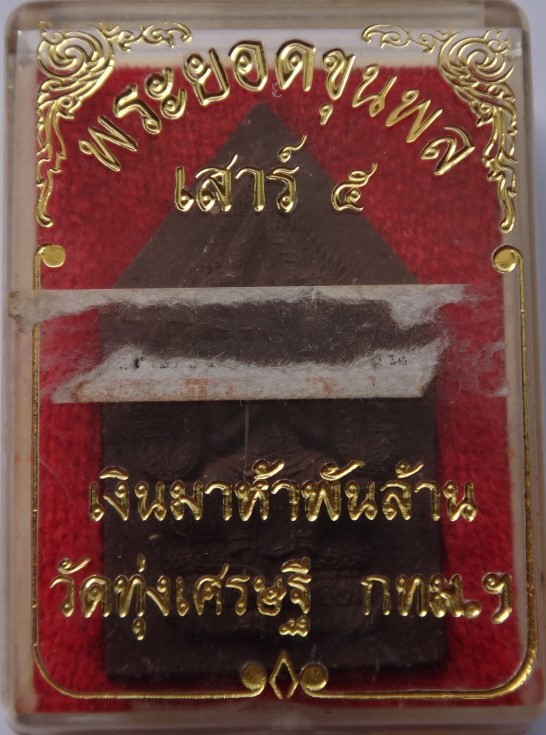 พระยอดขุนพล
เสาร์ ๕
เงินมาห้าพันล้าน
วัดทุ่งเศรษฐี กทม.ฯ